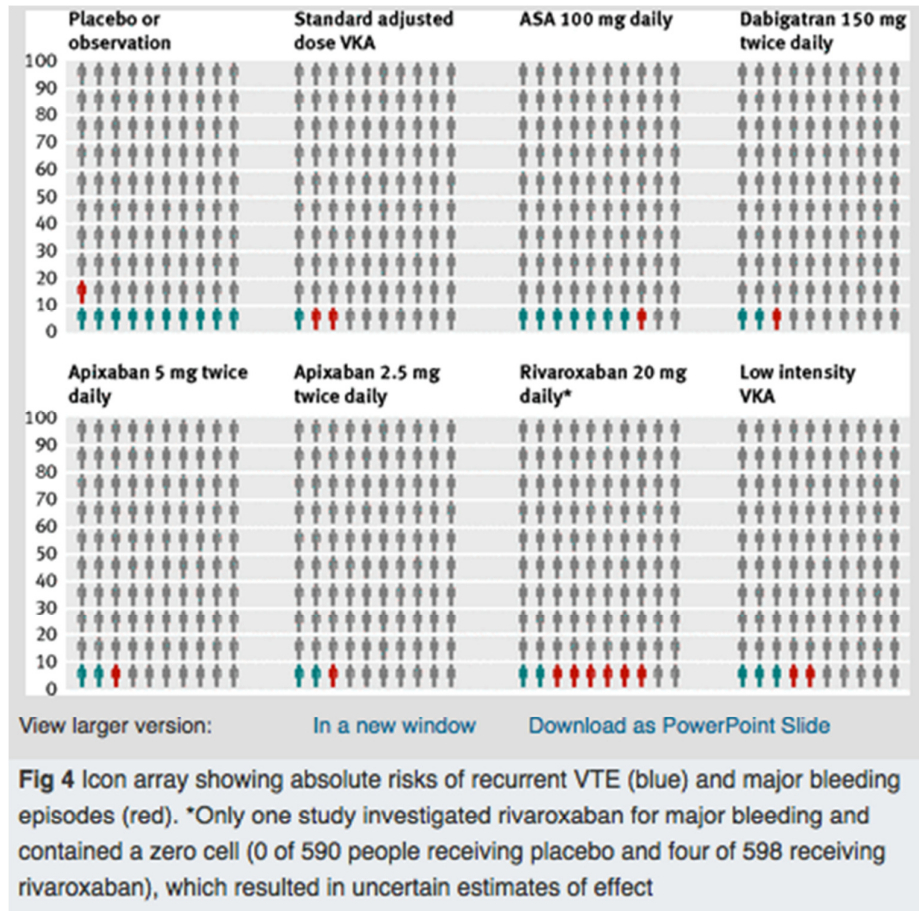 Placebo or observation
Standard adjusted dose VKA
ASA 100 mg daily
Dabigatran 150 mg twice daily
100
90
80
70
60
50
40
30
20
10
0
Apixaban 5 mg twice daily
Apixaban 2.5 mg twice daily
Rivaroxaban 20 mg daily*
Low intensity VKA
100
90
80
70
60
50
40
30
20
10
0
View larger version:
In a new window
Download as PowerPoint Slide
Fig 4 Icon array showing absolute risks of recurrent VTE (blue) and major bleeding
episodes (red). *Only one study investigated rivaroxaban for major bleeding and
contained a zero cell (0 of 590 people receiving placebo and four of 598 receiving
rivaroxaban), which resulted in uncertain estimates of effect